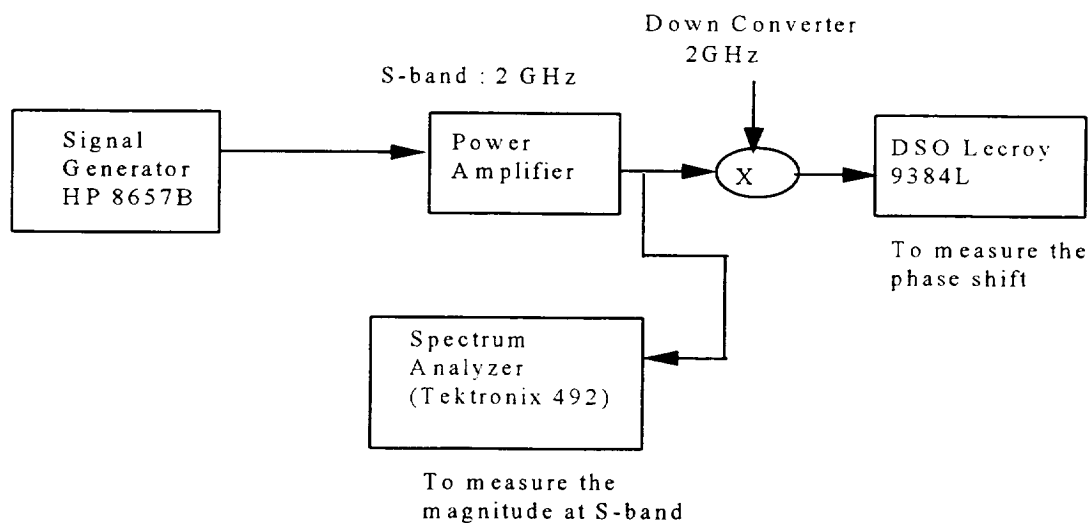 Down Converter
2GHz
S-band : 2 GHz
Signal
Generator
HP 8657B
Power
Amplifier
X
DSO Lecroy
9384L
To measure the
phase shift
Spectrum
Analyzer
(Tektronix 492)
To measure the
magnitude at S-band